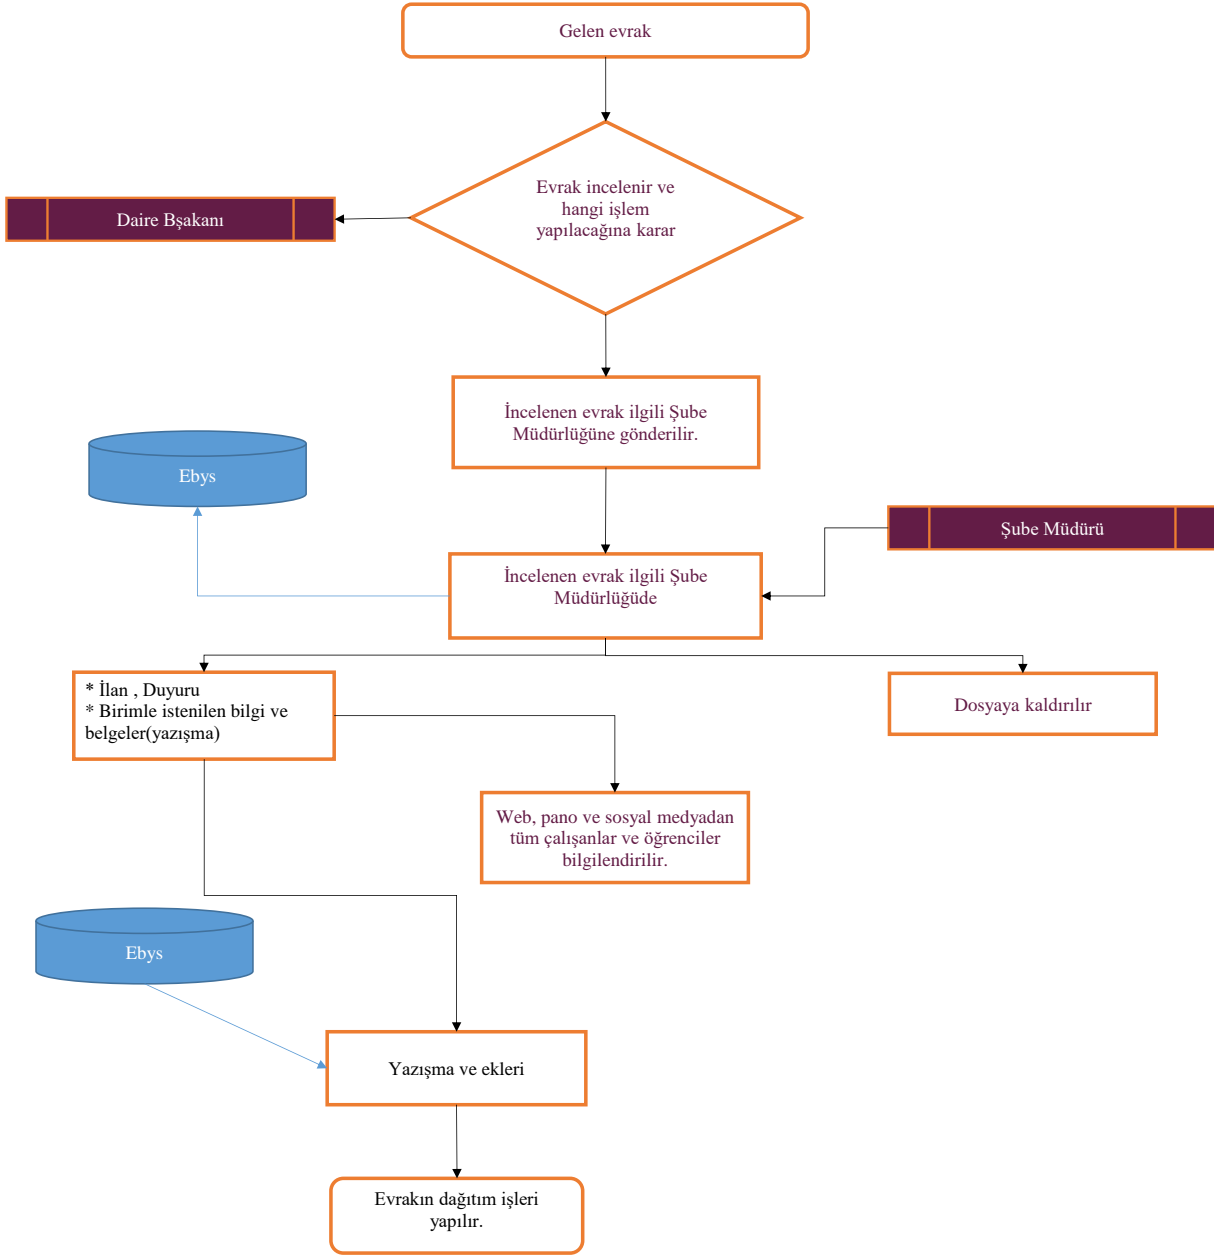 Gelen evrak
Evrak incelenir ve
hangi işlem
yapılacağına karar
Daire Bşakanı
İncelenen evrak ilgili Şube
Müdürlüğüne gönderilir.
Ebys
Şube Müdürü
İncelenen evrak ilgili Şube
Müdürlüğüde
* İlan , Duyuru
* Birimle istenilen bilgi ve
belgeler(yazışma)
Dosyaya kaldırılır
Web, pano ve sosyal medyadan
tüm çalışanlar ve öğrenciler
bilgilendirilir.
Ebys
Yazışma ve ekleri
Evrakın dağıtım işleri
yapılır.